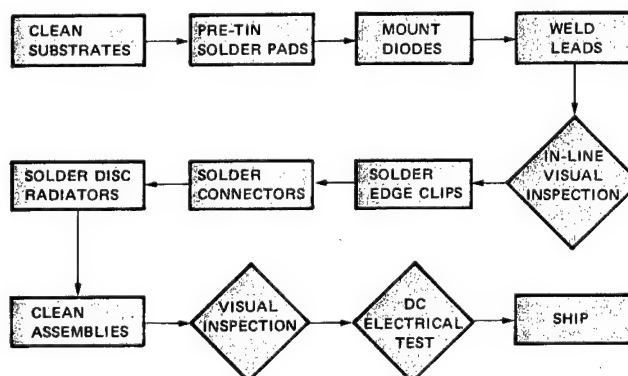 CLEAN
SUBSTRATES
PRE-TIN
SOLDER PADS
MOUNT
DIODES
WELD
LEADS
IN-LINE
VISUAL
INSPECTION
SOLDER
EDGE CLIPS
SOLDER
CONNECTORS
SOLDER DISC
RADIATORS
CLEAN
ASSEMBLIES
VISUAL
INSPECTION
DC
ELECTRICAL
TEST
SHIP